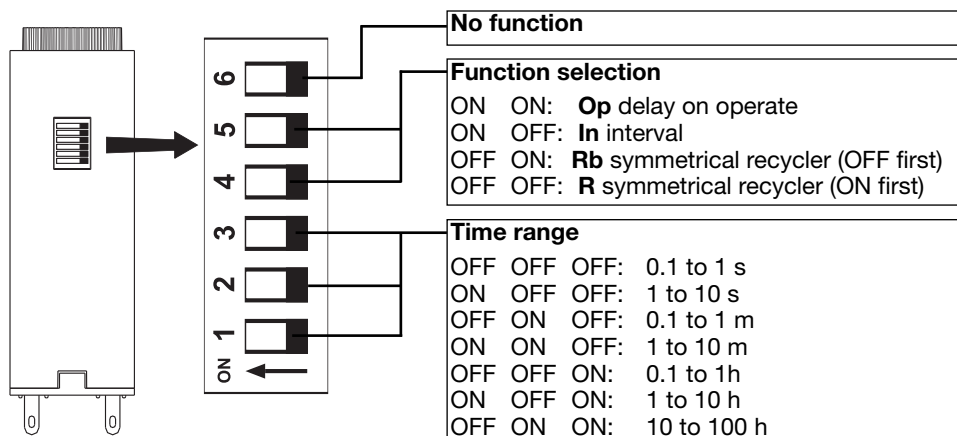 No function
Function selection
ON ON: Op delay on operate
ON OFF: In interval
OFF ON: Rb symmetrical recycler (OFF first)
OFF OFF: R symmetrical recycler (ON first)
Time range
OFF OFF OFF: 0.1 to 1 s
ON OFF OFF: 1 to 10 s
OFF ON OFF: 0.1 to 1 m
ON ON OFF: 1 to 10 m
OFF OFF ON: 0.1 to 1h
ON OFF ON: 1 to 10 h
OFF ON ON: 10 to 100 h
6
5
4
3
2
1
ON